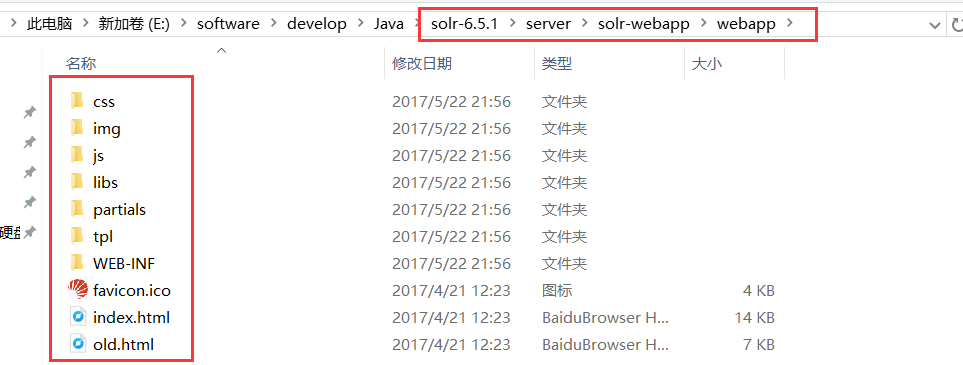 此电脑 > 新加卷 (E:) > software > develop > Java > solr-6.5.1 > server > solr-webapp > webapp >
名称 修改日期 类型 大小
css 2017/5/22 21:56 文件夹
img 2017/5/22 21:56 文件夹
js 2017/5/22 21:56 文件夹
libs 2017/5/22 21:56 文件夹
partials 2017/5/22 21:56 文件夹
tpl 2017/5/22 21:56 文件夹
硬盘
WEB-INF 2017/5/22 21:56 文件夹
favicon.ico 2017/4/21 12:23 图标 4 KB
index.html 2017/4/21 12:23 BaiduBrowser H... 14 KB
old.html 2017/4/21 12:23 BaiduBrowser H... 7 KB